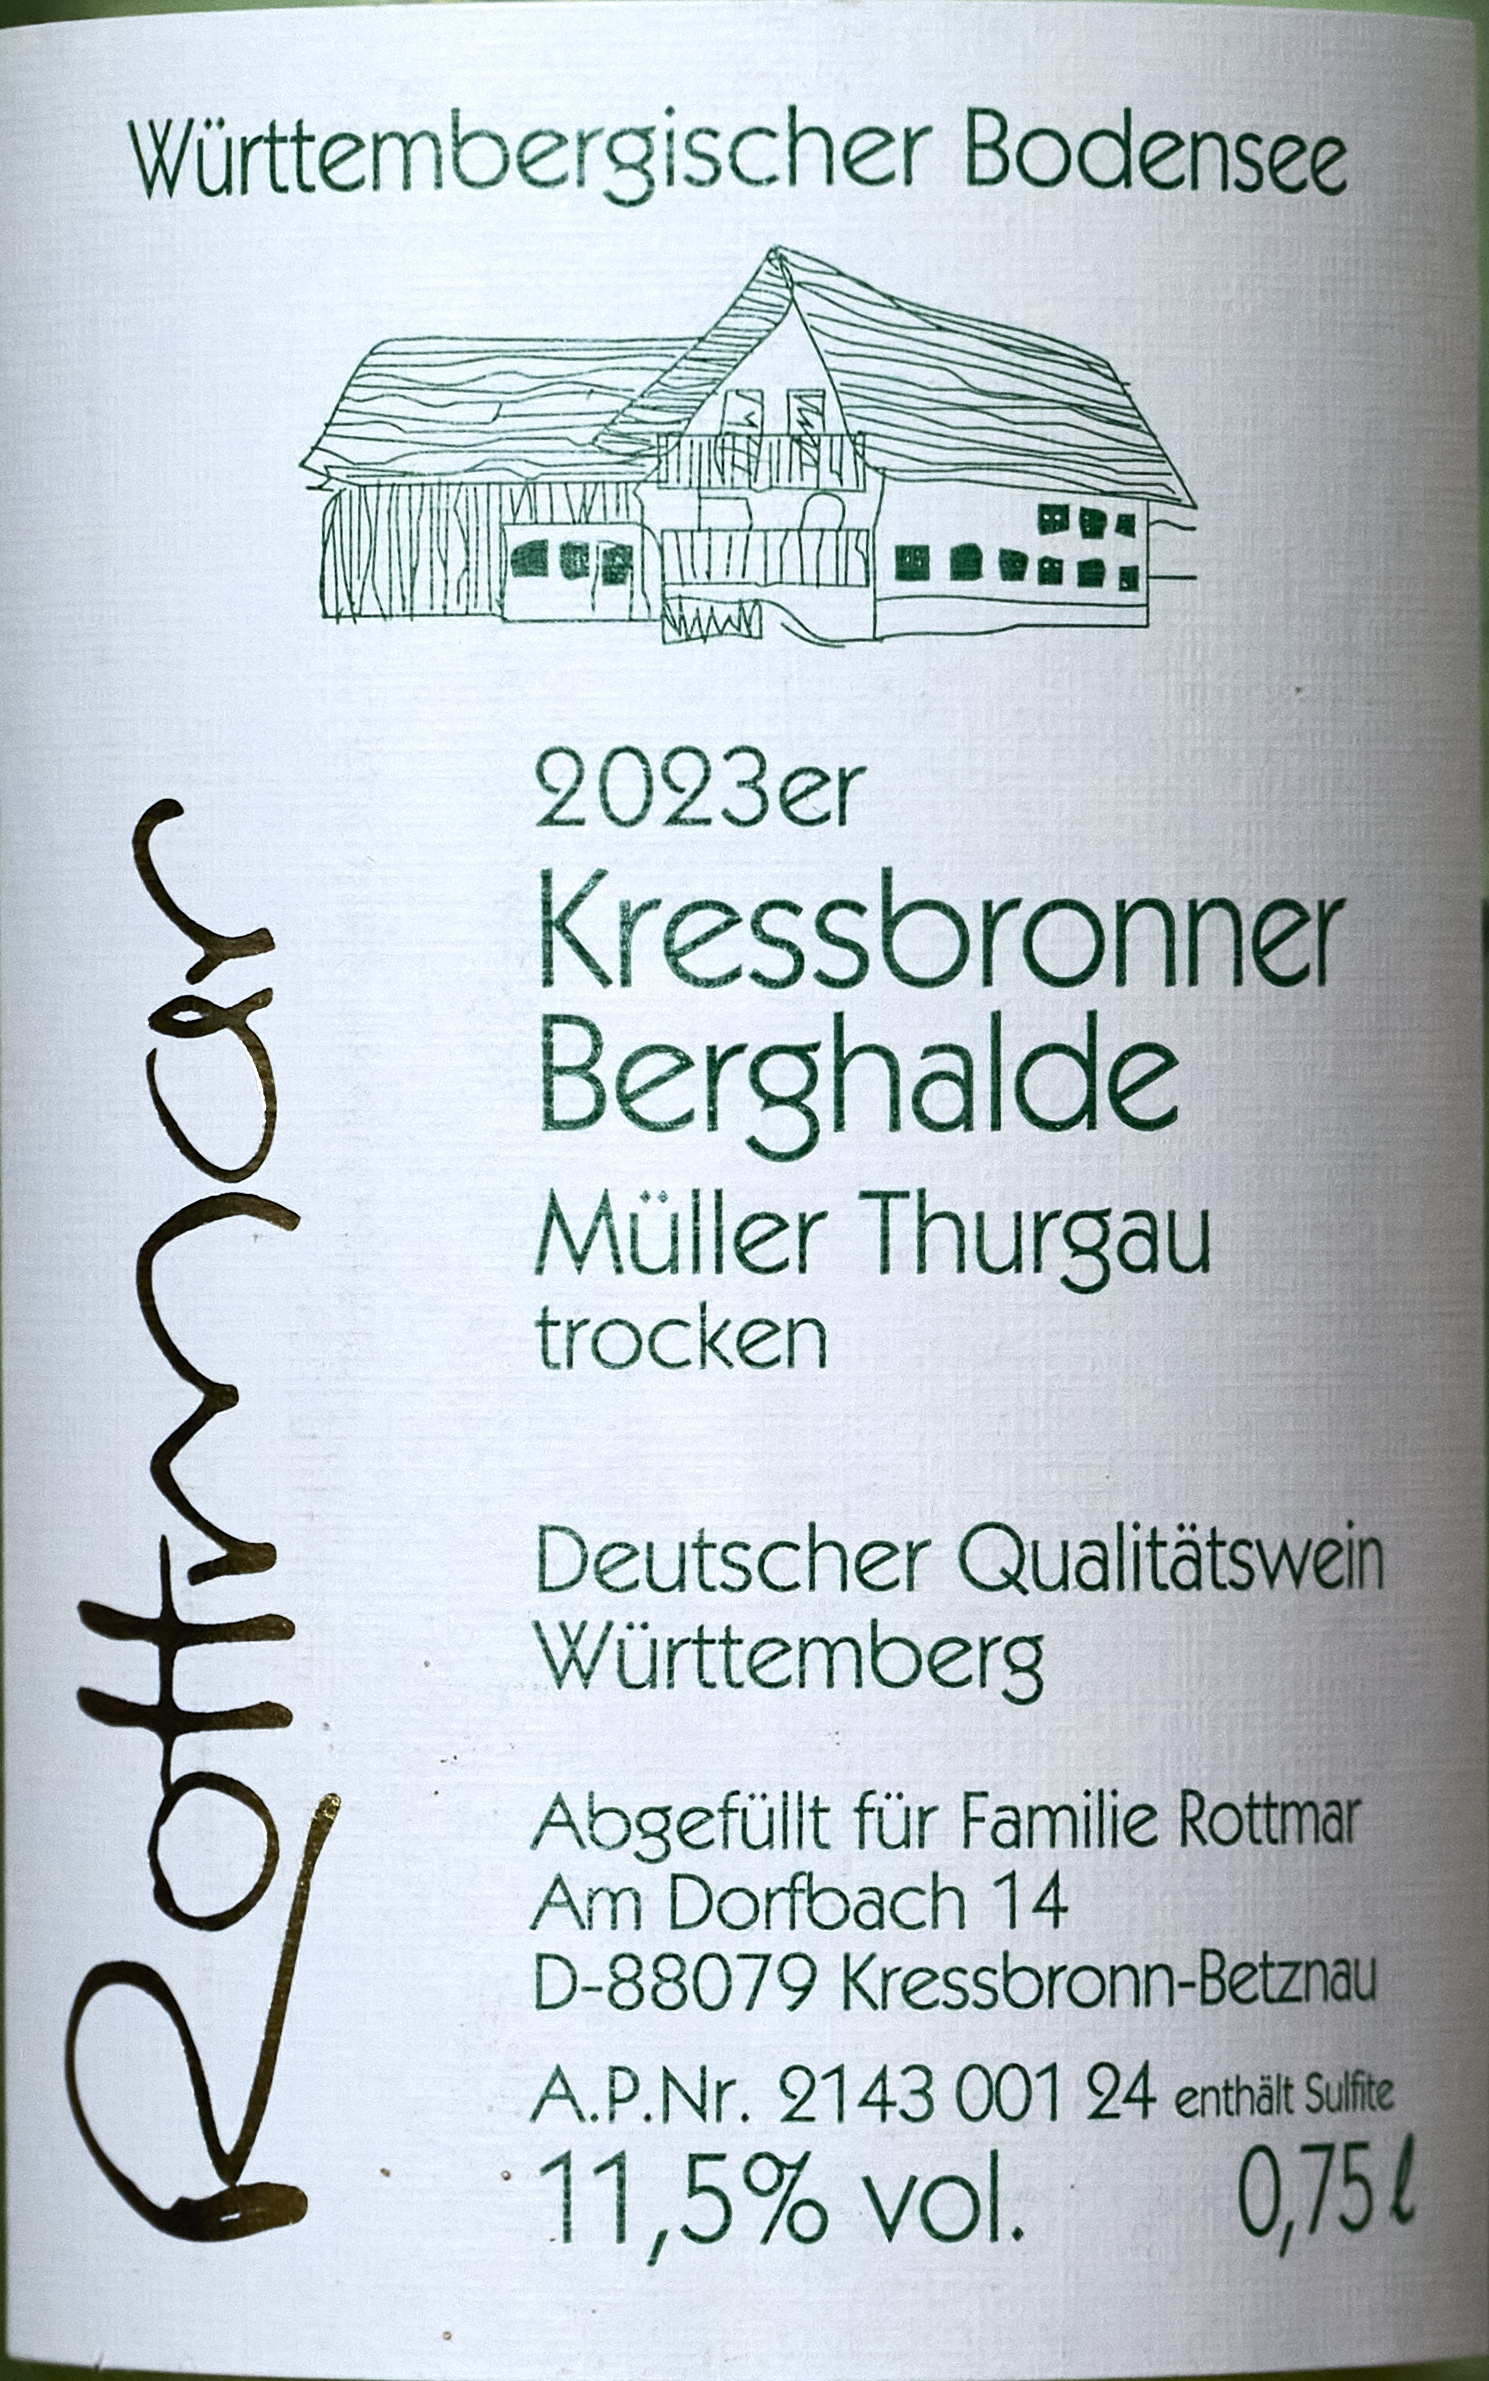 Württembergischer Bodensee
2023er
Kressbronner
Berghalde
Müller Thurgau
trocken
Rottmar
Deutscher Qualitätswein
Württemberg
Abgefüllt für Familie Rottmar
Am Dorfbach 14
D-88079 Kressbronn-Betznau
A.P.Nr. 2143 001 24 enthält Sulfite
11,5% vol. 0,75 ℓ